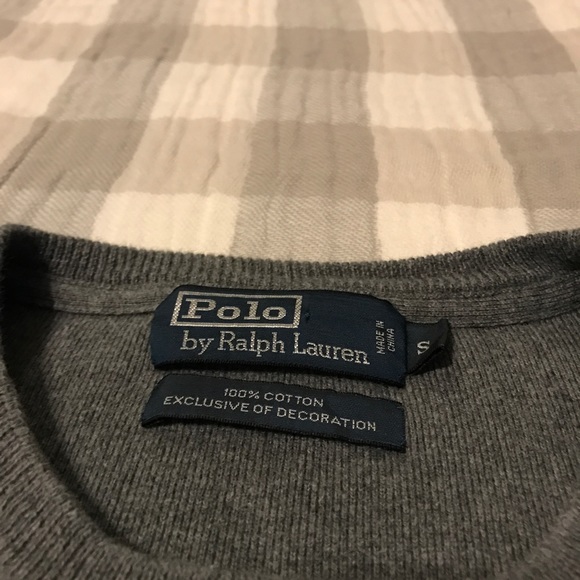 Polo
by Ralph Lauren
MADE IN
CHINA
S
100% COTTON
EXCLUSIVE OF DECORATION